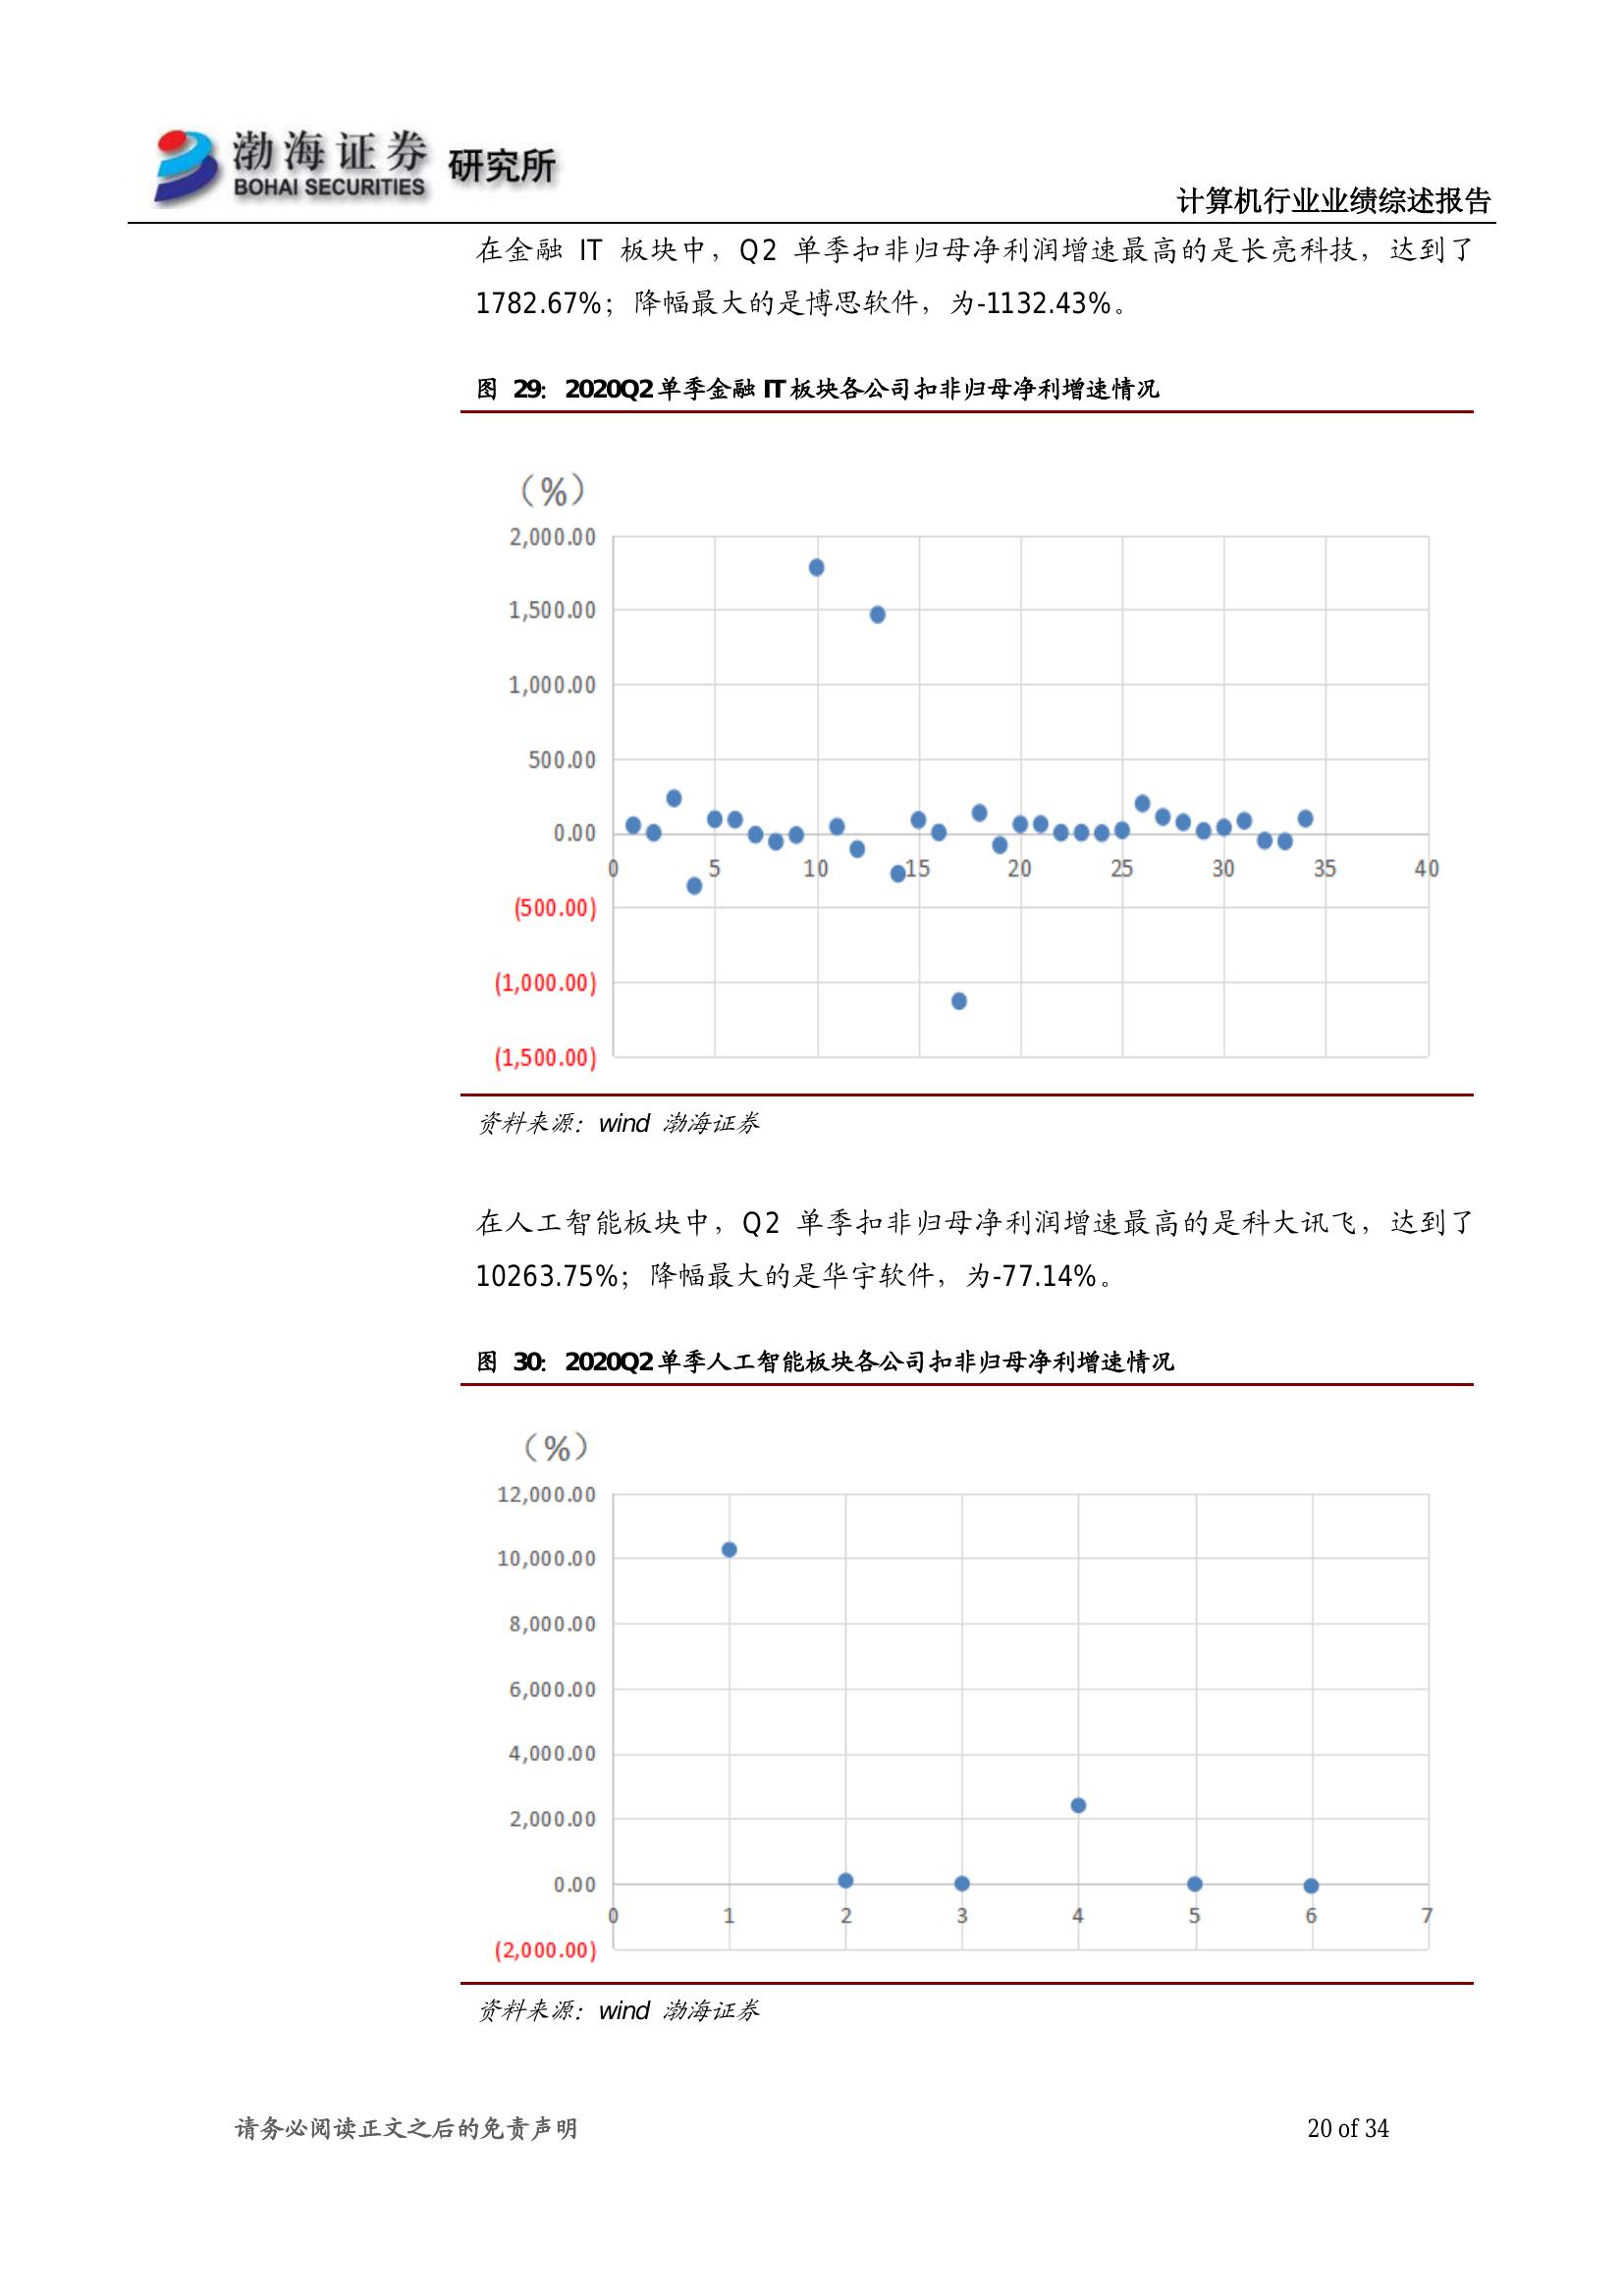 渤海证券 研究所
BOHAI SECURITIES
计算机行业业绩综述报告
在金融 IT 板块中，Q2 单季扣非归母净利润增速最高的是长亮科技，达到了
1782.67%；降幅最大的是博思软件，为-1132.43%。
图 29：2020Q2单季金融IT板块各公司扣非归母净利增速情况
（%）
2,000.00
1,500.00
1,000.00
500.00
0.00
0 5 10 15 20 25 30 35 40
(500.00)
(1,000.00)
(1,500.00)
资料来源：wind 渤海证券
在人工智能板块中，Q2 单季扣非归母净利润增速最高的是科大讯飞，达到了
10263.75%；降幅最大的是华宇软件，为-77.14%。
图 30：2020Q2单季人工智能板块各公司扣非归母净利增速情况
（%）
12,000.00
10,000.00
8,000.00
6,000.00
4,000.00
2,000.00
0.00
0 1 2 3 4 5 6 7
(2,000.00)
资料来源：wind 渤海证券
请务必阅读正文之后的免责声明 20 of 34